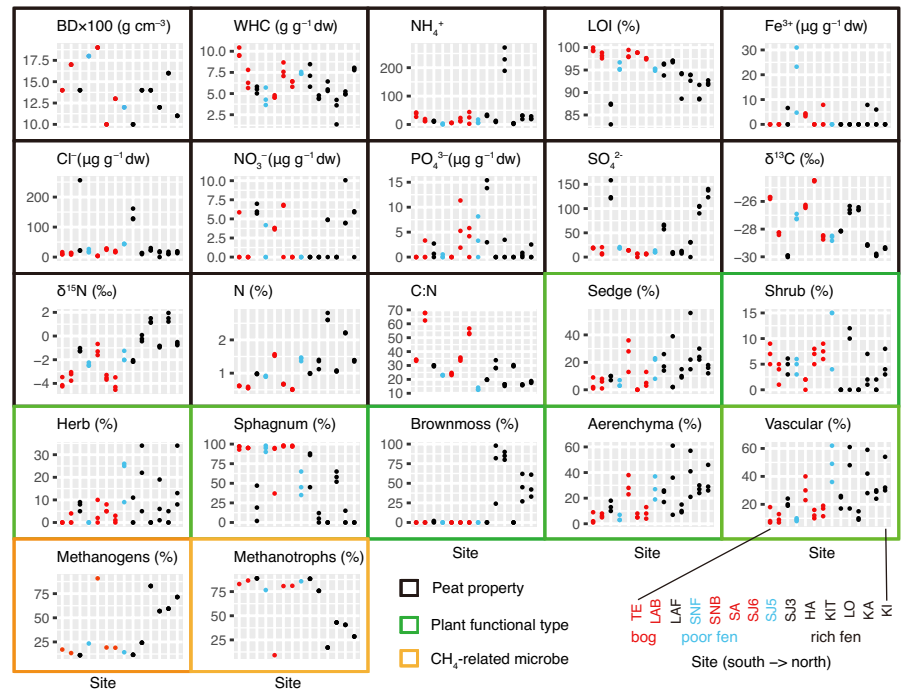 BD×100 (g cm⁻³) WHC (g g⁻¹ dw) NH₄⁺ LOI (%) Fe³⁺ (µg g⁻¹ dw)
17.5 10.0 200 100 30
15.0 7.5 100 95 20
12.5 5.0 0 90 10
10.0 2.5 85 0
Cl⁻(µg g⁻¹ dw) NO₃⁻(µg g⁻¹ dw) PO₄³⁻(µg g⁻¹ dw) SO₄²⁻ δ¹³C (‰)
200 10.0 15 150 −26
100 7.5 10 100 −28
0 5.0 5 50 −30
2.5 0 0
0.0
δ¹⁵N (‰) N (%) C:N Sedge (%) Shrub (%)
2 2 70 40 15
0 1 60 20 10
−2 0 50 0 5
−4 40 0
30
20
10
Herb (%) Sphagnum (%) Brownmoss (%) Aerenchyma (%) Vascular (%)
30 100 100 60 60
20 75 75 40 40
10 50 50 20 20
0 25 25 0
0 0
Site Site Site
Methanogens (%) Methanotrophs (%)
75 75
50 50
25 25
Site Site
Peat property
Plant functional type
CH₄-related microbe
TE LAB LAF SNF SNB SA SJ6 SJ5 SJ3 HA KIT LO KA KI
bog poor fen rich fen
Site (south −> north)